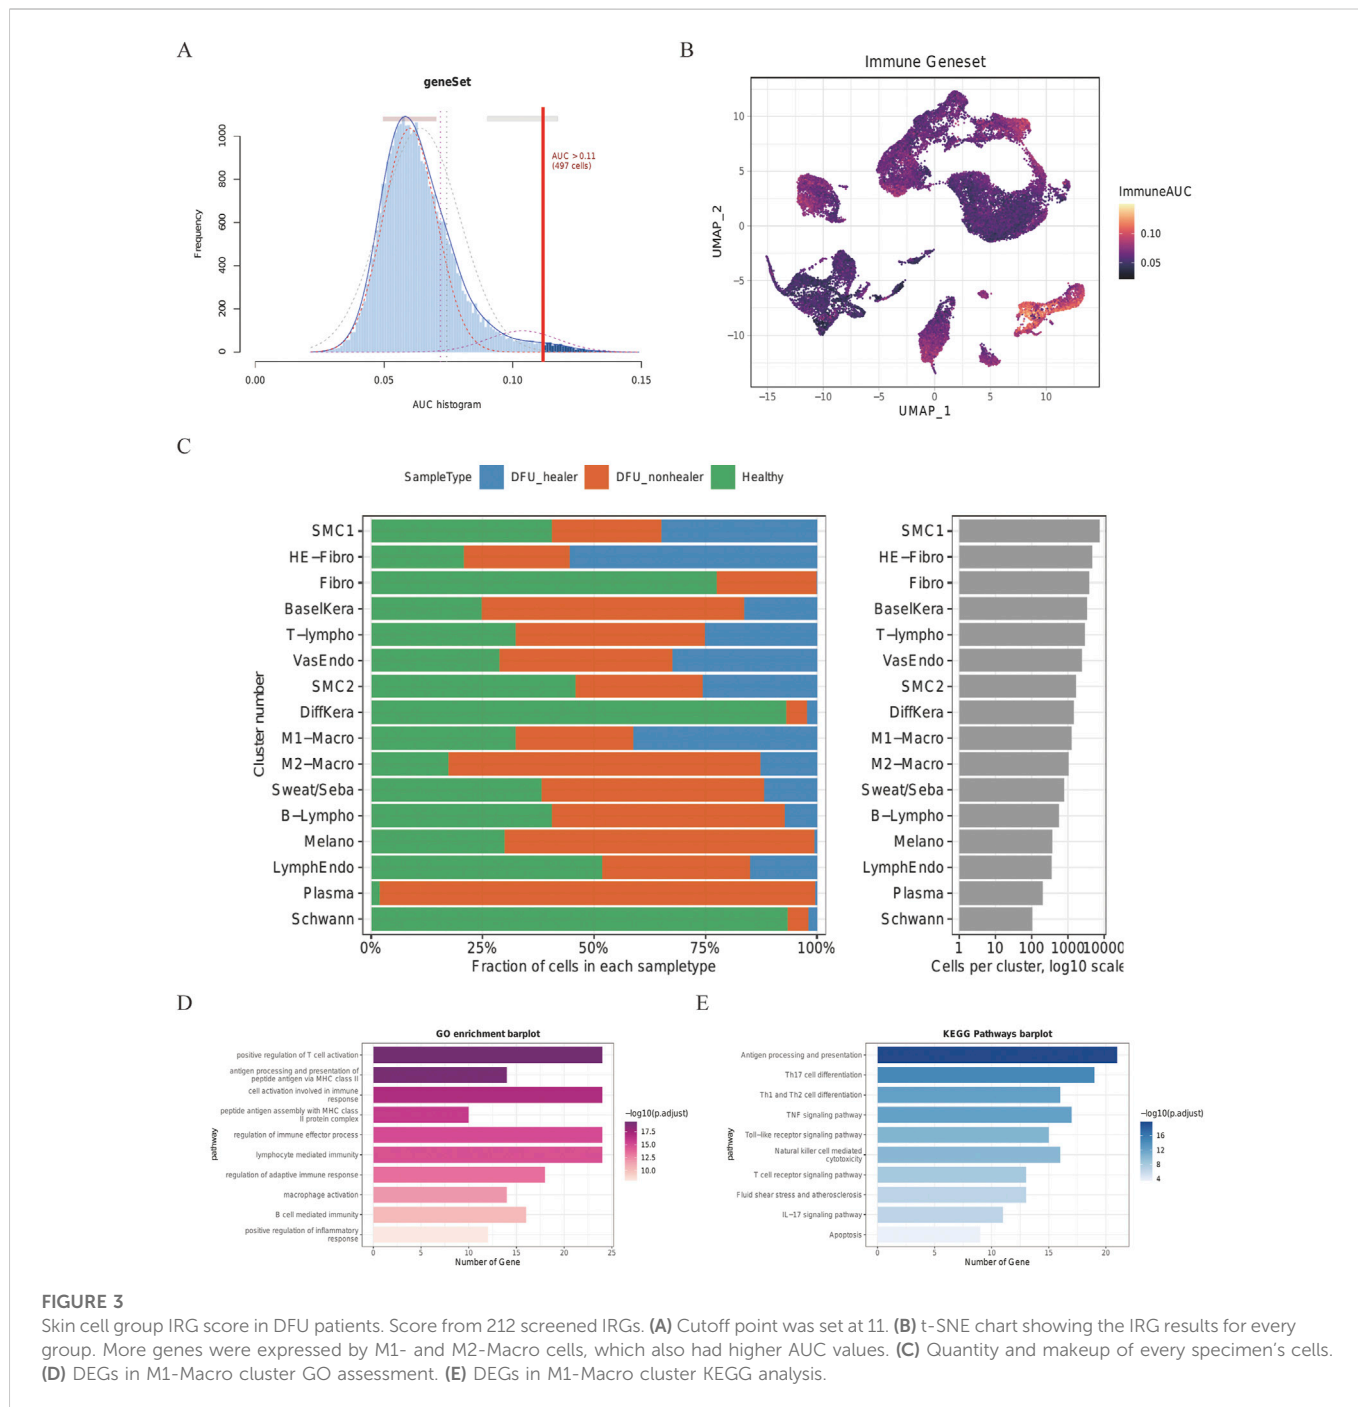 A
geneSet
AUC >0.11
(497 cells)
Frequency
0
200
400
600
800
1000
0.00
0.05
0.10
0.15
AUC histogram
B
Immune Geneset
UMAP_2
10
5
0
−5
−10
−15
−10
−5
0
5
10
UMAP_1
ImmuneAUC
0.10
0.05
C
SampleType
DFU_healer
DFU_nonhealer
Healthy
Cluster number
SMC1
HE−Fibro
Fibro
BaselKera
T−lympho
VasEndo
SMC2
DiffKera
M1−Macro
M2−Macro
Sweat/Seba
B−Lympho
Melano
LymphEndo
Plasma
Schwann
0%
25%
50%
75%
100%
Fraction of cells in each sampletype
SMC1
HE−Fibro
Fibro
BaselKera
T−lympho
VasEndo
SMC2
DiffKera
M1−Macro
M2−Macro
Sweat/Seba
B−Lympho
Melano
LymphEndo
Plasma
Schwann
1
10
100
1000
10000
Cells per cluster, log10 scale
D
GO enrichment barplot
pathway
positive regulation of T cell activation
antigen processing and presentation of
peptide antigen via MHC class II
cell activation involved in immune
response
peptide antigen assembly with MHC class
II protein complex
regulation of immune effector process
lymphocyte mediated immunity
regulation of adaptive immune response
macrophage activation
B cell mediated immunity
positive regulation of inflammatory
response
0
5
10
15
20
25
Number of Gene
−log10(p.adjust)
17.5
15.0
12.5
10.0
E
KEGG Pathways barplot
pathway
Antigen processing and presentation
Th17 cell differentiation
Th1 and Th2 cell differentiation
TNF signaling pathway
Toll−like receptor signaling pathway
Natural killer cell mediated
cytotoxicity
T cell receptor signaling pathway
Fluid shear stress and atherosclerosis
IL−17 signaling pathway
Apoptosis
0
5
10
15
20
Number of Gene
−log10(p.adjust)
16
12
8
4
FIGURE 3
Skin cell group IRG score in DFU patients. Score from 212 screened IRGs. (A) Cutoff point was set at 11. (B) t-SNE chart showing the IRG results for every
group. More genes were expressed by M1- and M2-Macro cells, which also had higher AUC values. (C) Quantity and makeup of every specimen's cells.
(D) DEGs in M1-Macro cluster GO assessment. (E) DEGs in M1-Macro cluster KEGG analysis.